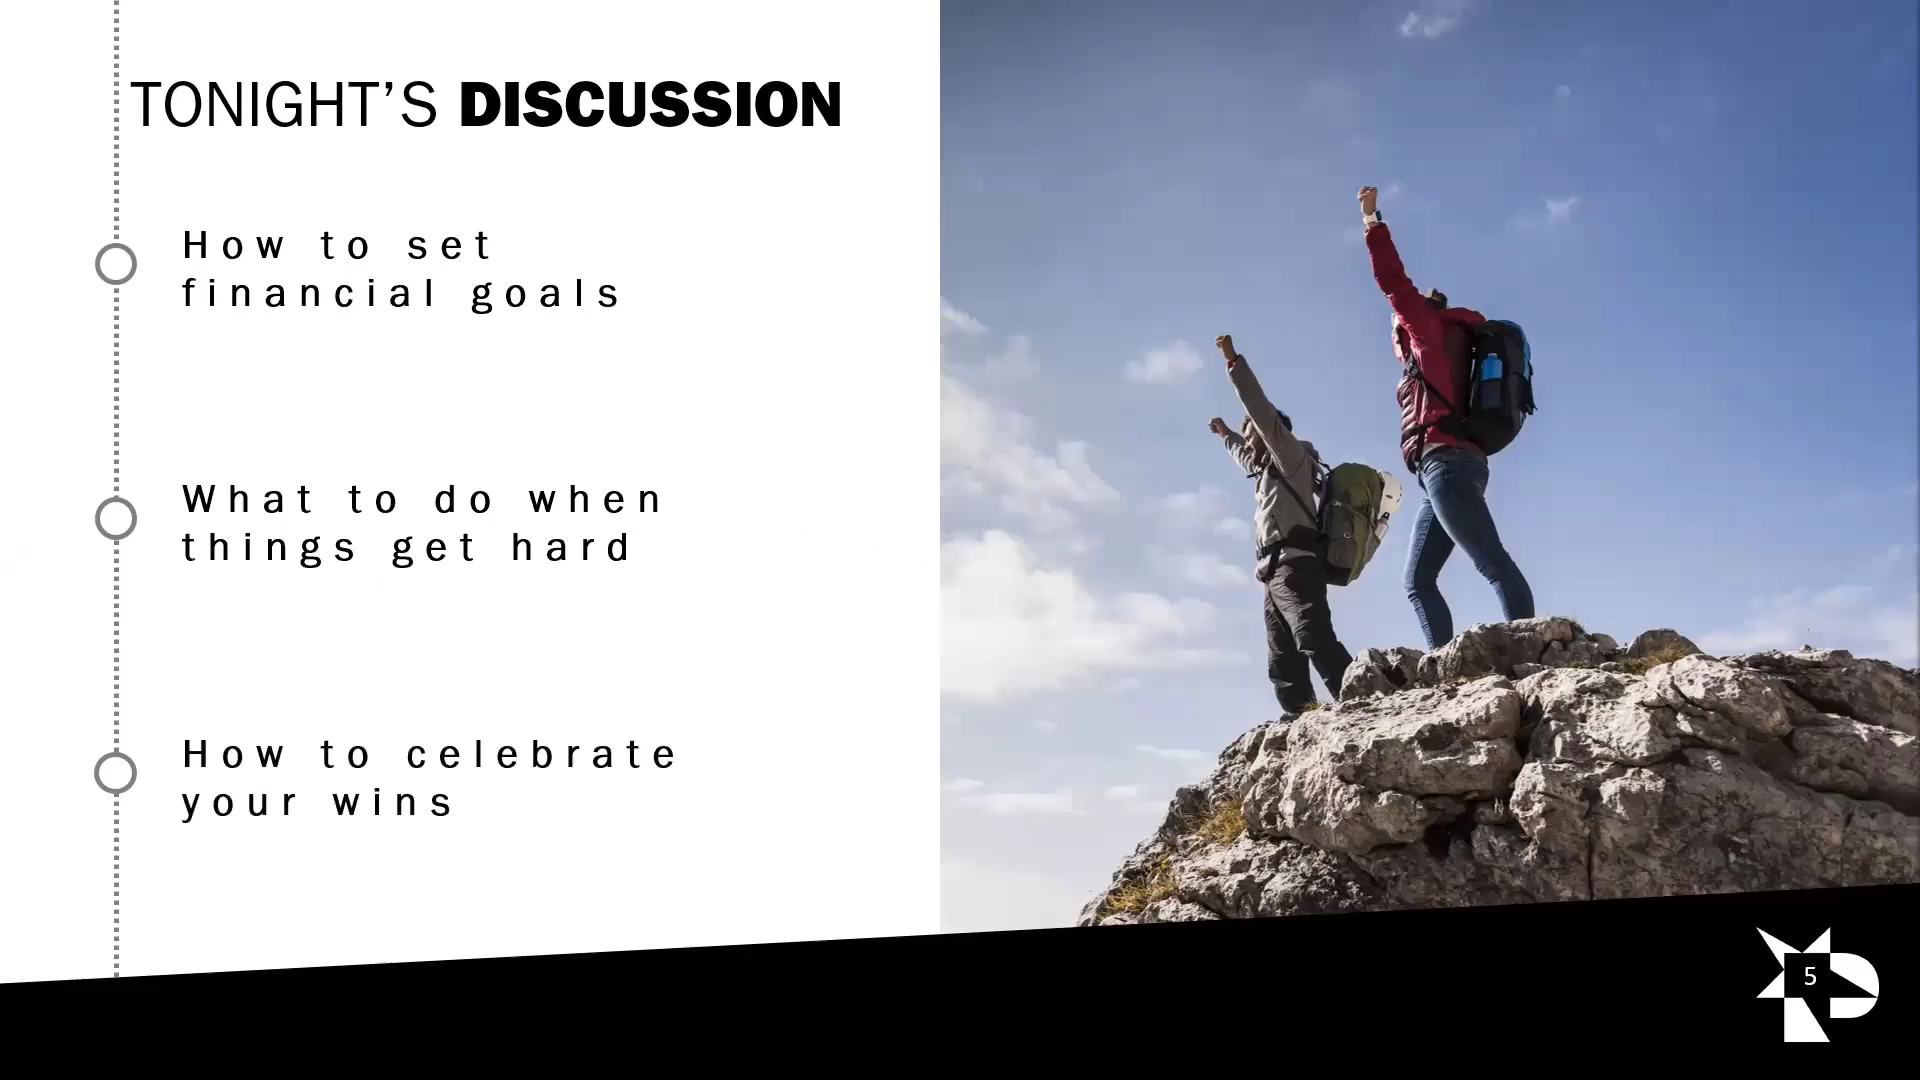 TONIGHT’S DISCUSSION
How to set
financial goals
What to do when
things get hard
How to celebrate
your wins
5